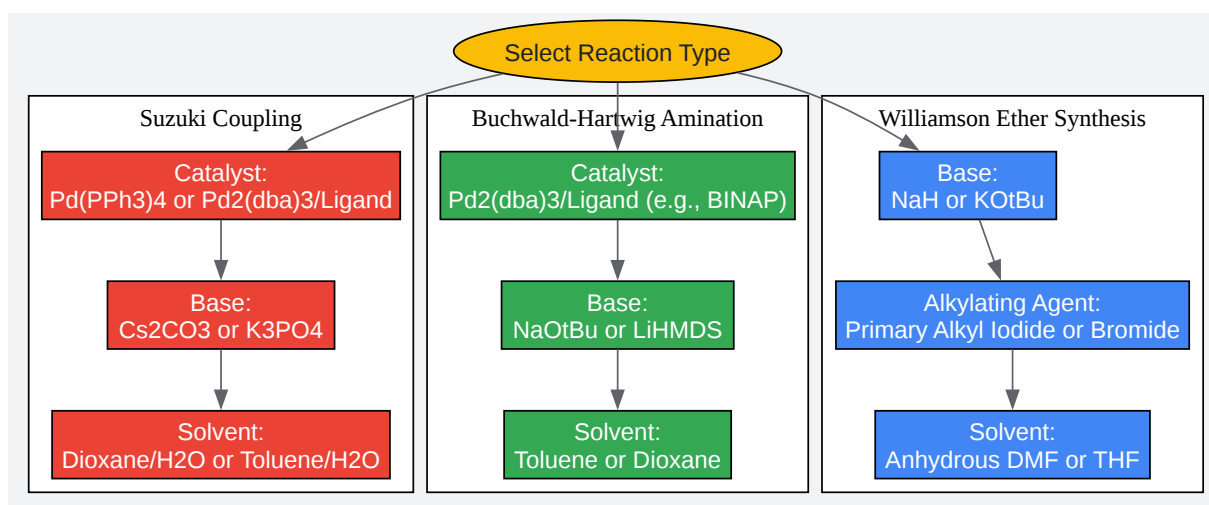 Select Reaction Type
Suzuki Coupling
Catalyst:
Pd(PPh3)4 or Pd2(dba)3/Ligand
Base:
Cs2CO3 or K3PO4
Solvent:
Dioxane/H2O or Toluene/H2O
Buchwald-Hartwig Amination
Catalyst:
Pd2(dba)3/Ligand (e.g., BINAP)
Base:
NaOtBu or LiHMDS
Solvent:
Toluene or Dioxane
Williamson Ether Synthesis
Base:
NaH or KOtBu
Alkylating Agent:
Primary Alkyl Iodide or Bromide
Solvent:
Anhydrous DMF or THF